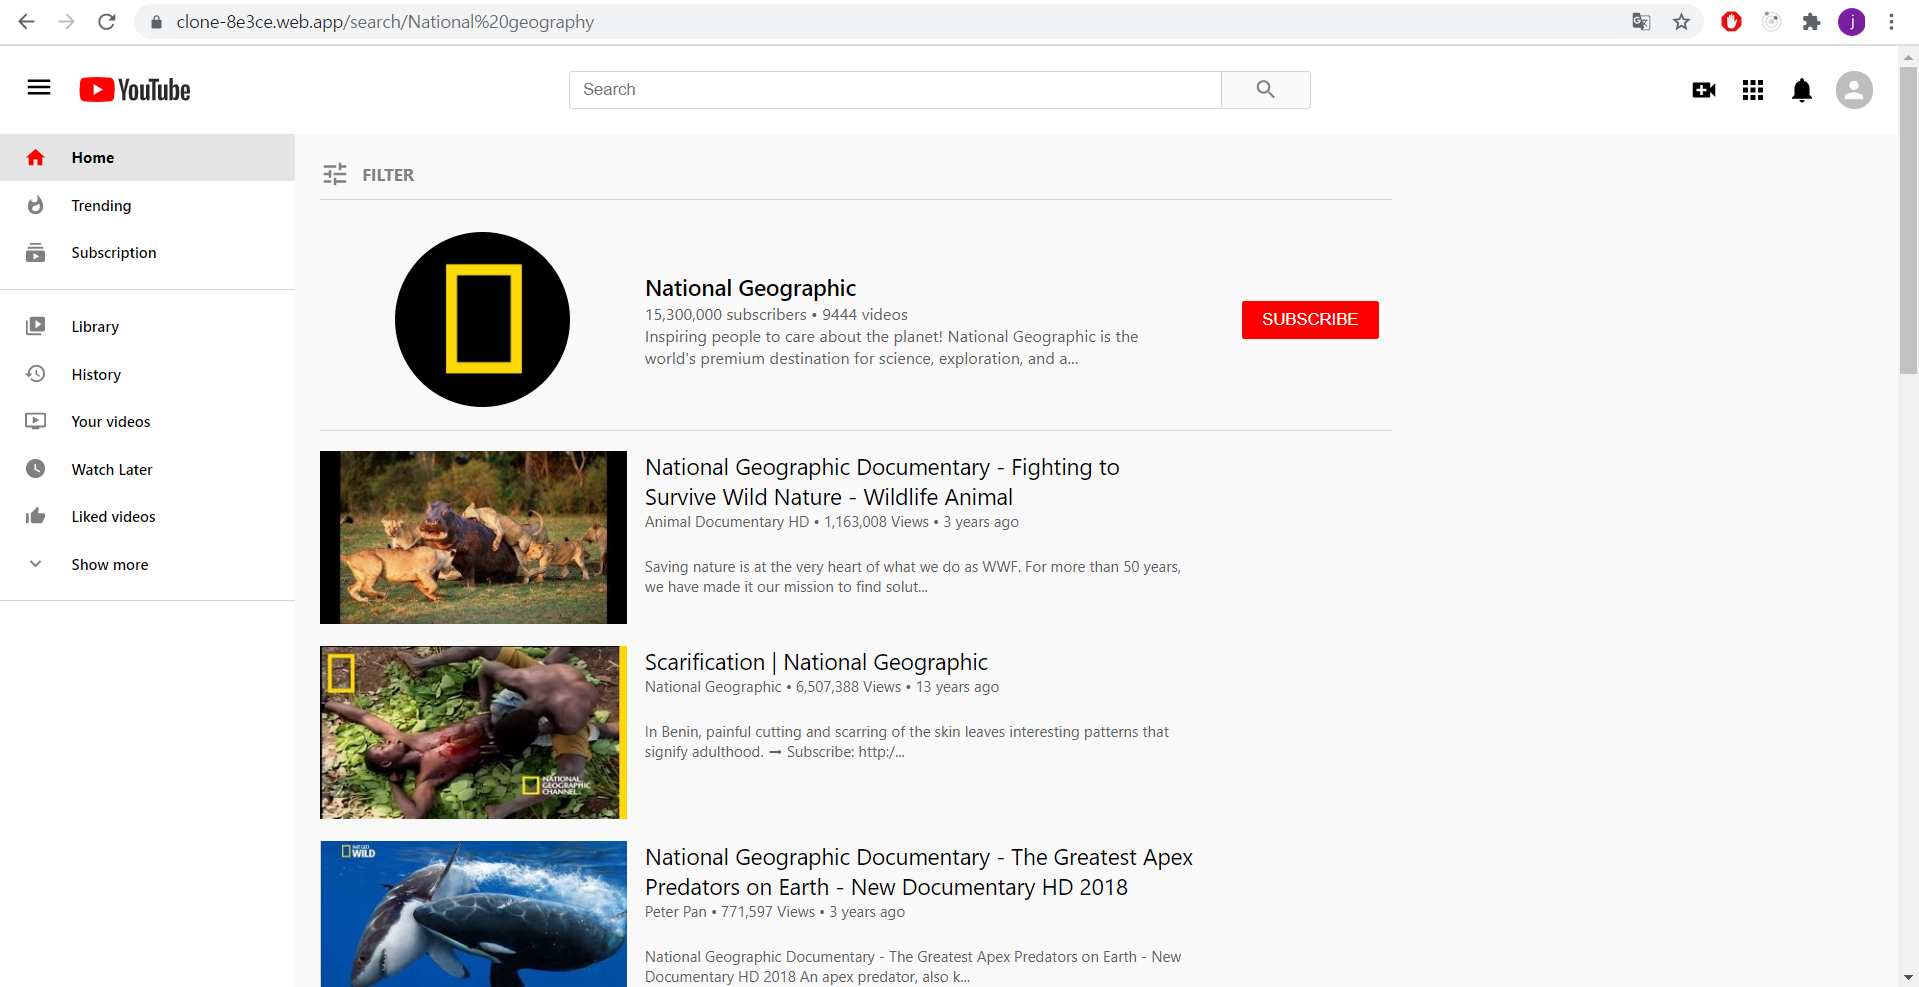 clone-8e3ce.web.app/search/National%20geography
j
YouTube
Search
Home
Trending
Subscription
Library
History
Your videos
Watch Later
Liked videos
Show more
FILTER
National Geographic
15,300,000 subscribers • 9444 videos
Inspiring people to care about the planet! National Geographic is the
world's premium destination for science, exploration, and a...
SUBSCRIBE
National Geographic Documentary - Fighting to
Survive Wild Nature - Wildlife Animal
Animal Documentary HD • 1,163,008 Views • 3 years ago
Saving nature is at the very heart of what we do as WWF. For more than 50 years,
we have made it our mission to find solut...
NATIONAL
GEOGRAPHIC
CHANNEL
Scarification | National Geographic
National Geographic • 6,507,388 Views • 13 years ago
In Benin, painful cutting and scarring of the skin leaves interesting patterns that
signify adulthood. ➞ Subscribe: http:/...
NAT GEO
WILD
National Geographic Documentary - The Greatest Apex
Predators on Earth - New Documentary HD 2018
Peter Pan • 771,597 Views • 3 years ago
National Geographic Documentary - The Greatest Apex Predators on Earth - New
Documentary HD 2018 An apex predator, also k...